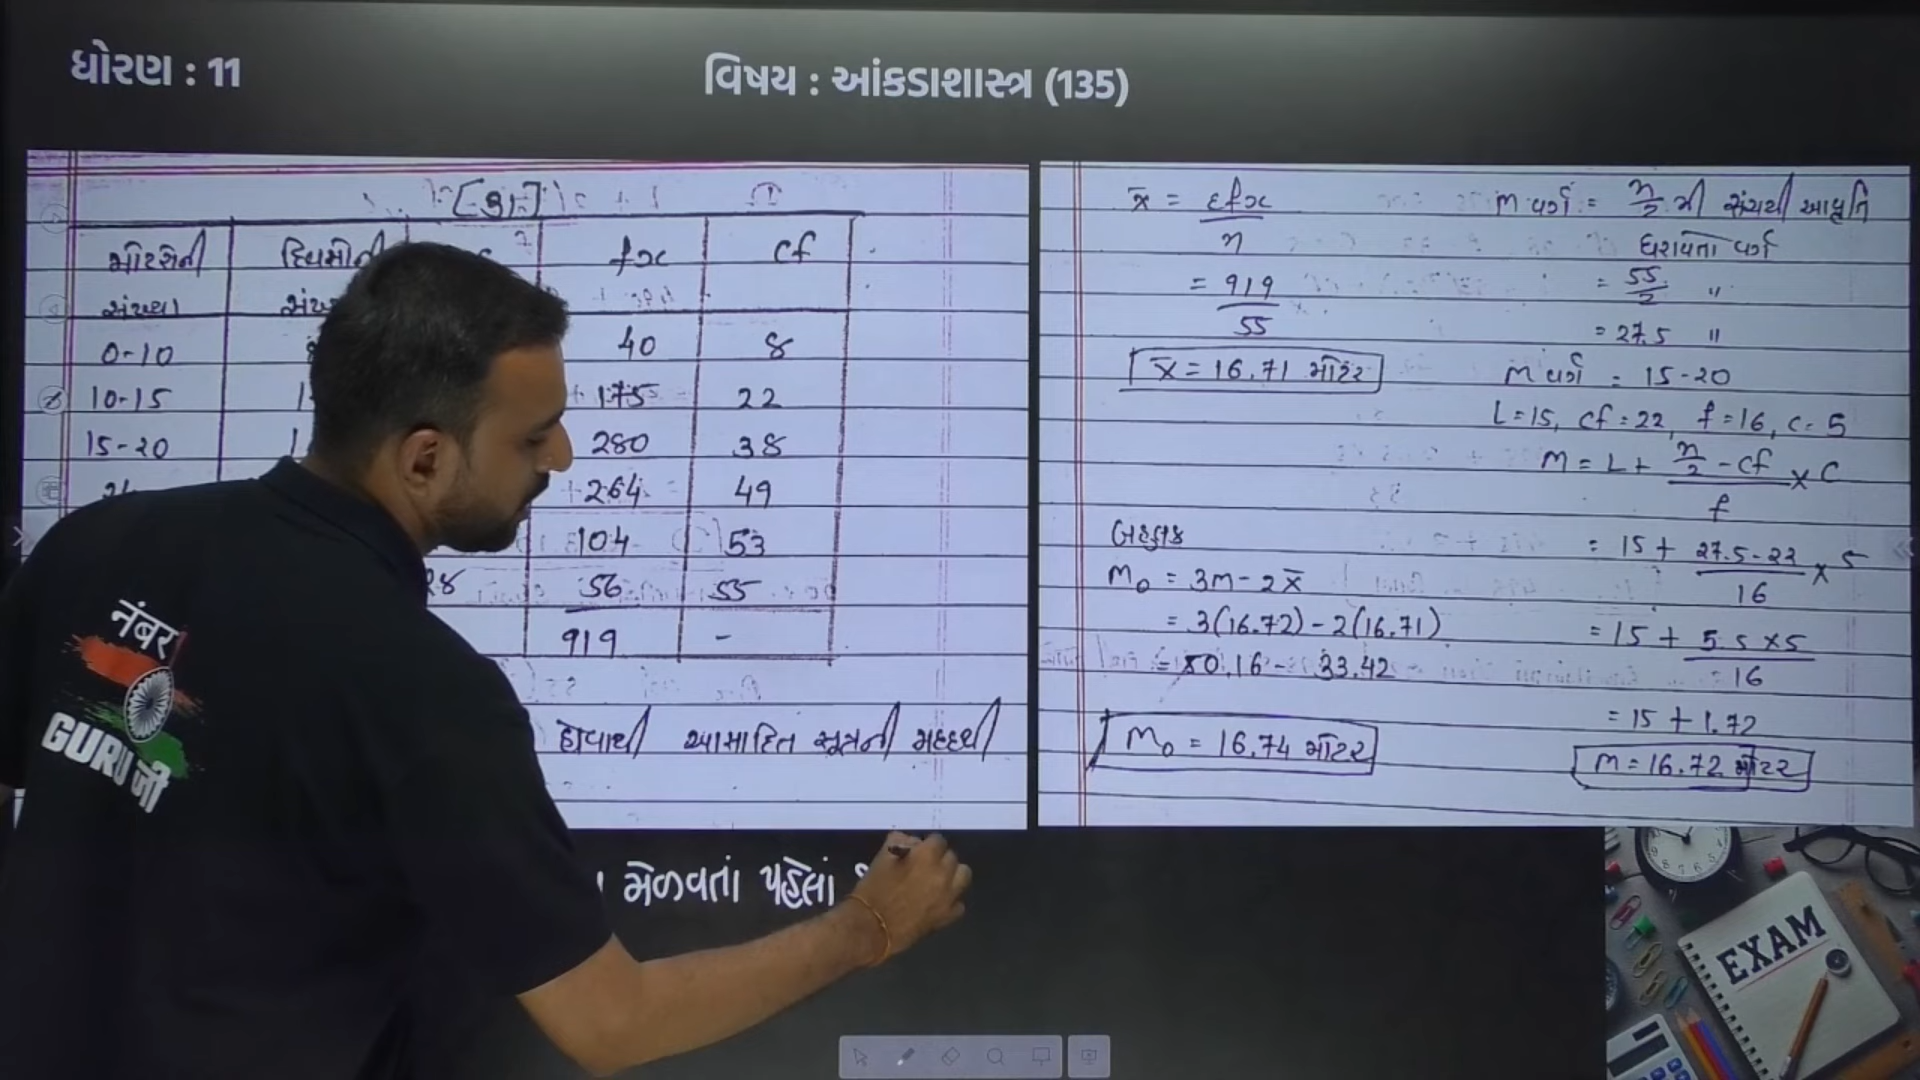 ધોરણ : 11
વિષય : આંકડાશાસ્ત્ર (135)
[31]
મોટરોની દિવસોની fx cf
સંખ્યા
0-10 40 8
10-15 175 22
15-20 280 38
264 49
104 53
28 56 55
919 -
હોવાથી આધારિત સૂત્રની મદદથી
x̄ = Σfx
n
= 919
55
x̄ = 16.71 મોટર
બહુલક
M₀ = 3M - 2x̄
= 3(16.72) - 2(16.71)
= 50.16 - 33.42
M₀ = 16.74 મોટર
M વર્ગ = n/2 મી સંચયી આવૃત્તિ
ધરાવતા વર્ગ
= 55/2 "
= 27.5 "
M વર્ગ = 15-20
L=15, cf=22, f=16, c=5
M = L + n/2 - cf × C
f
= 15 + 27.5-22 × 5
16
= 15 + 5.5 × 5
16
= 15 + 1.72
M = 16.72 મોટર
મેળવતાં પહેલાં
नंबर
GURU जी
EXAM